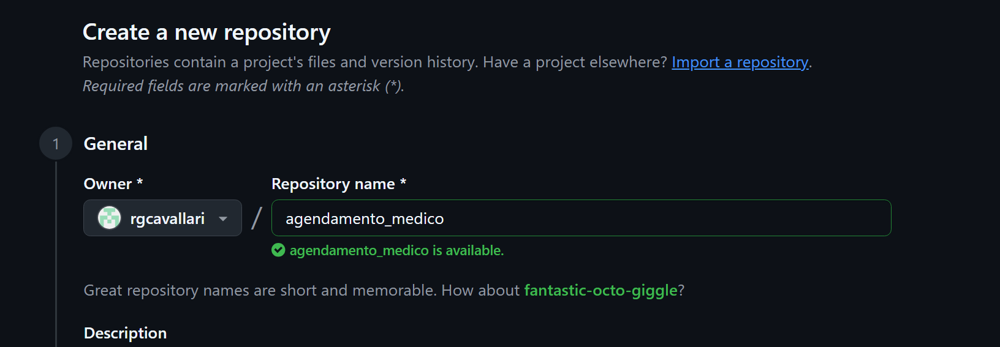 Create a new repository
Repositories contain a project's files and version history. Have a project elsewhere? Import a repository.
Required fields are marked with an asterisk (*).
1
General
Owner *
Repository name *
rgcavallari
/
agendamento_medico
agendamento_medico is available.
Great repository names are short and memorable. How about fantastic-octo-giggle?
Description